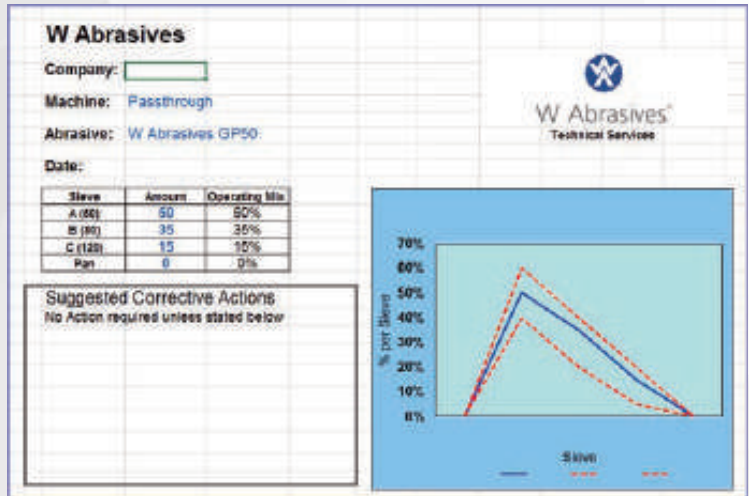 W Abrasives
Company:
Machine: Passthrough
Abrasive: W Abrasives GP50
Date:
W Abrasives
Technical Services
Sieve Amount Operating Mix
A (50) 50 50%
B (80) 35 35%
C (120) 15 15%
Pan 0 0%
Suggested Corrective Actions
No Action required unless stated below
70%
60%
50%
40%
30%
20%
10%
0%
% per Sieve
Sieve